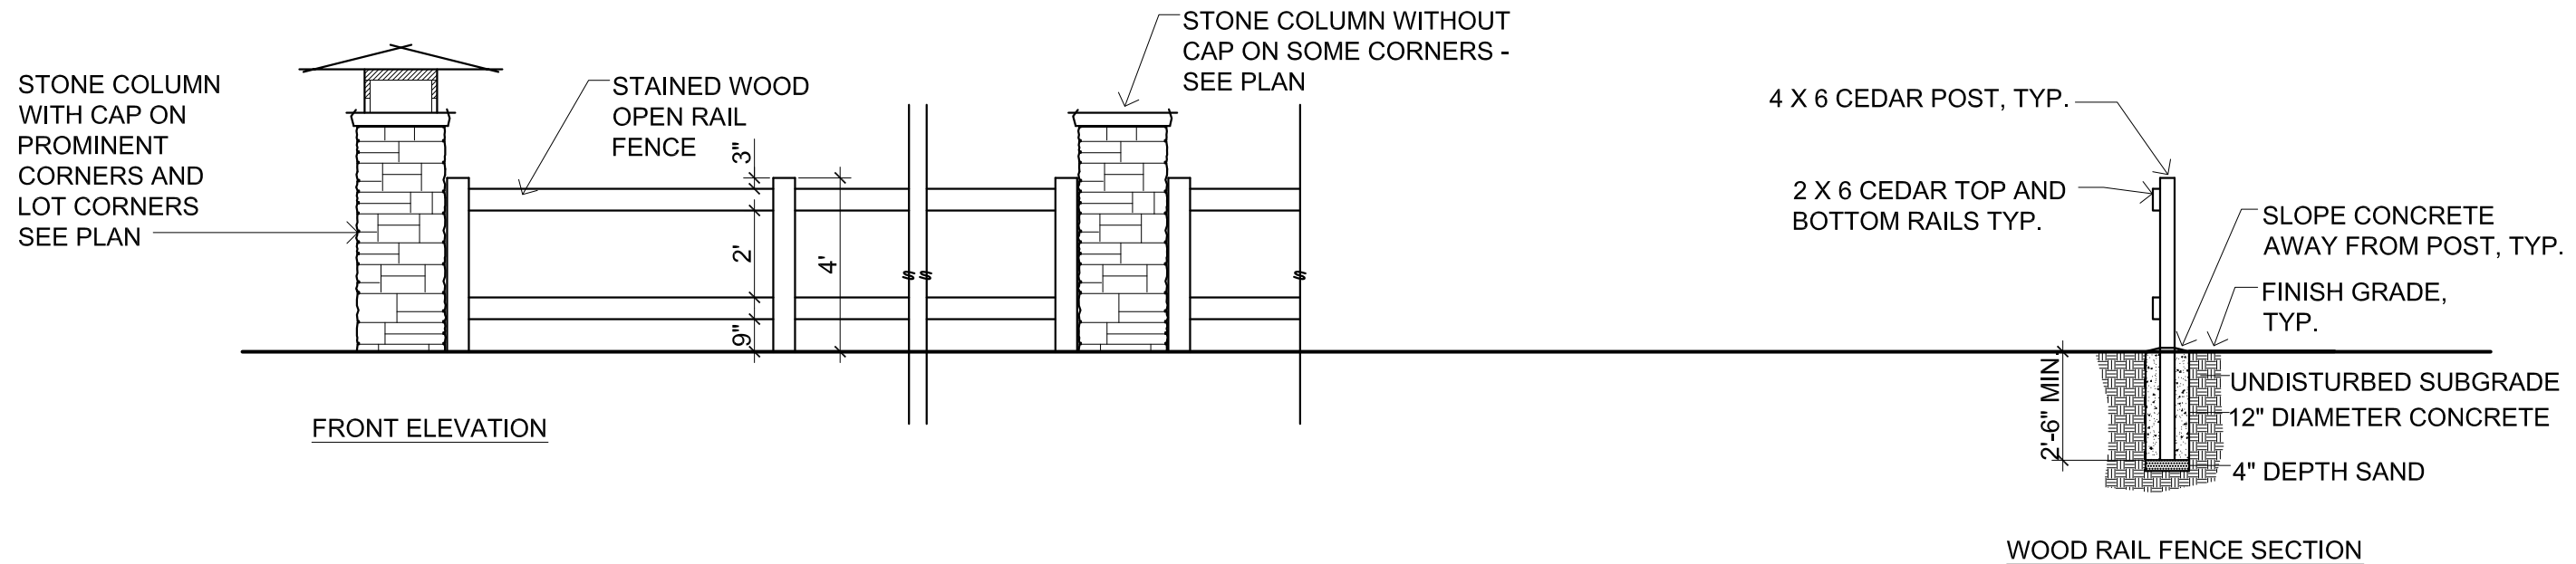 STONE COLUMN
WITH CAP ON
PROMINENT
CORNERS AND
LOT CORNERS
SEE PLAN
STAINED WOOD
OPEN RAIL
FENCE
3"
2'
9"
4'
STONE COLUMN WITHOUT
CAP ON SOME CORNERS -
SEE PLAN
FRONT ELEVATION
4 X 6 CEDAR POST, TYP.
2 X 6 CEDAR TOP AND
BOTTOM RAILS TYP.
SLOPE CONCRETE
AWAY FROM POST, TYP.
FINISH GRADE,
TYP.
2'-6" MIN.
UNDISTURBED SUBGRADE
12" DIAMETER CONCRETE
4" DEPTH SAND
WOOD RAIL FENCE SECTION